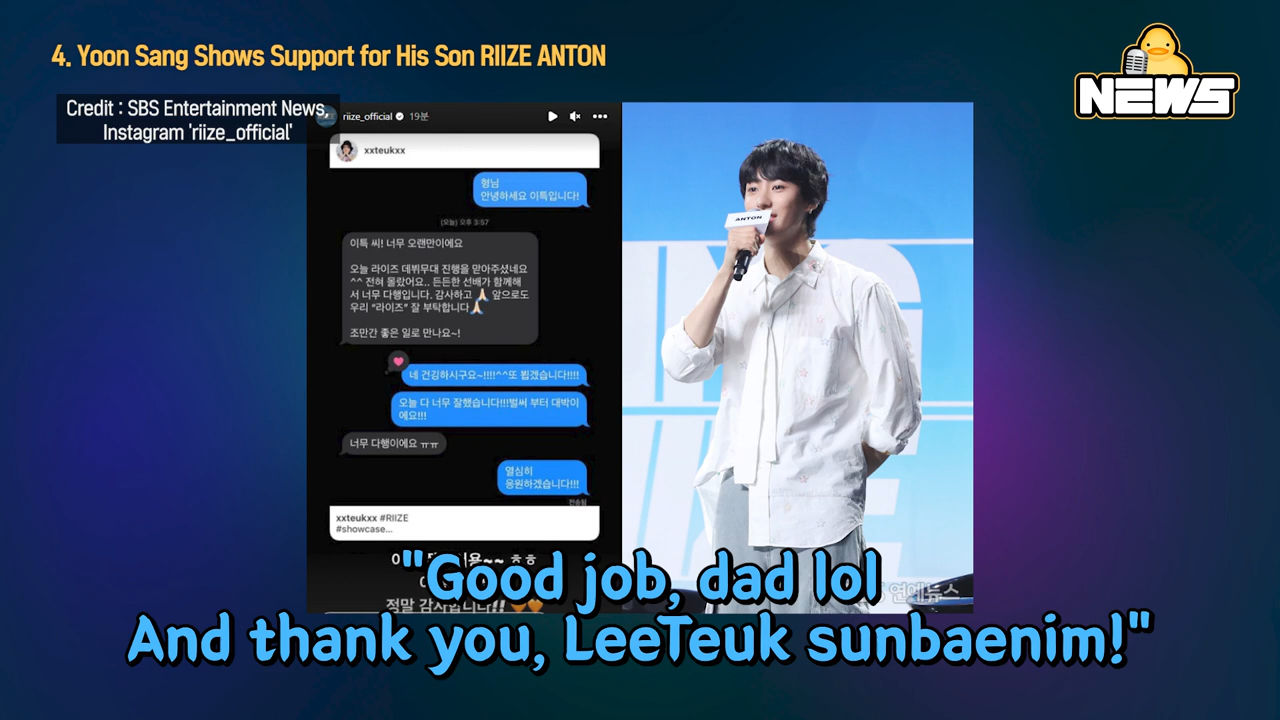 4. Yoon Sang Shows Support for His Son RIIZE ANTON
NEWS
Credit : SBS Entertainment News,
Instagram 'riize_official'
riize_official 19분
xxteukxx
형님
안녕하세요 이특입니다!
(오늘) 오후 3:57
이특 씨! 너무 오랜만이에요
오늘 라이즈 데뷔무대 진행을 맡아주셨네요
^^ 전혀 몰랐어요.. 든든한 선배가 함께해
서 너무 다행입니다. 감사하고 🙏🏻 앞으로도
우리 "라이즈" 잘 부탁합니다🙏🏻
조만간 좋은 일로 만나요~!
네 건강하시구요~!!!!^^또 뵙겠습니다!!!!
오늘 다 너무 잘했습니다!!!벌써 부터 대박이
에요!!!
너무 다행이에요 ㅠㅠ
열심히
응원하겠습니다!!!
전송됨
xxteukxx #RIIZE
#showcase...
정말 감사합니다!! 🧡🧡
ANTON
연예뉴스
"Good job, dad lol
And thank you, LeeTeuk sunbaenim!"